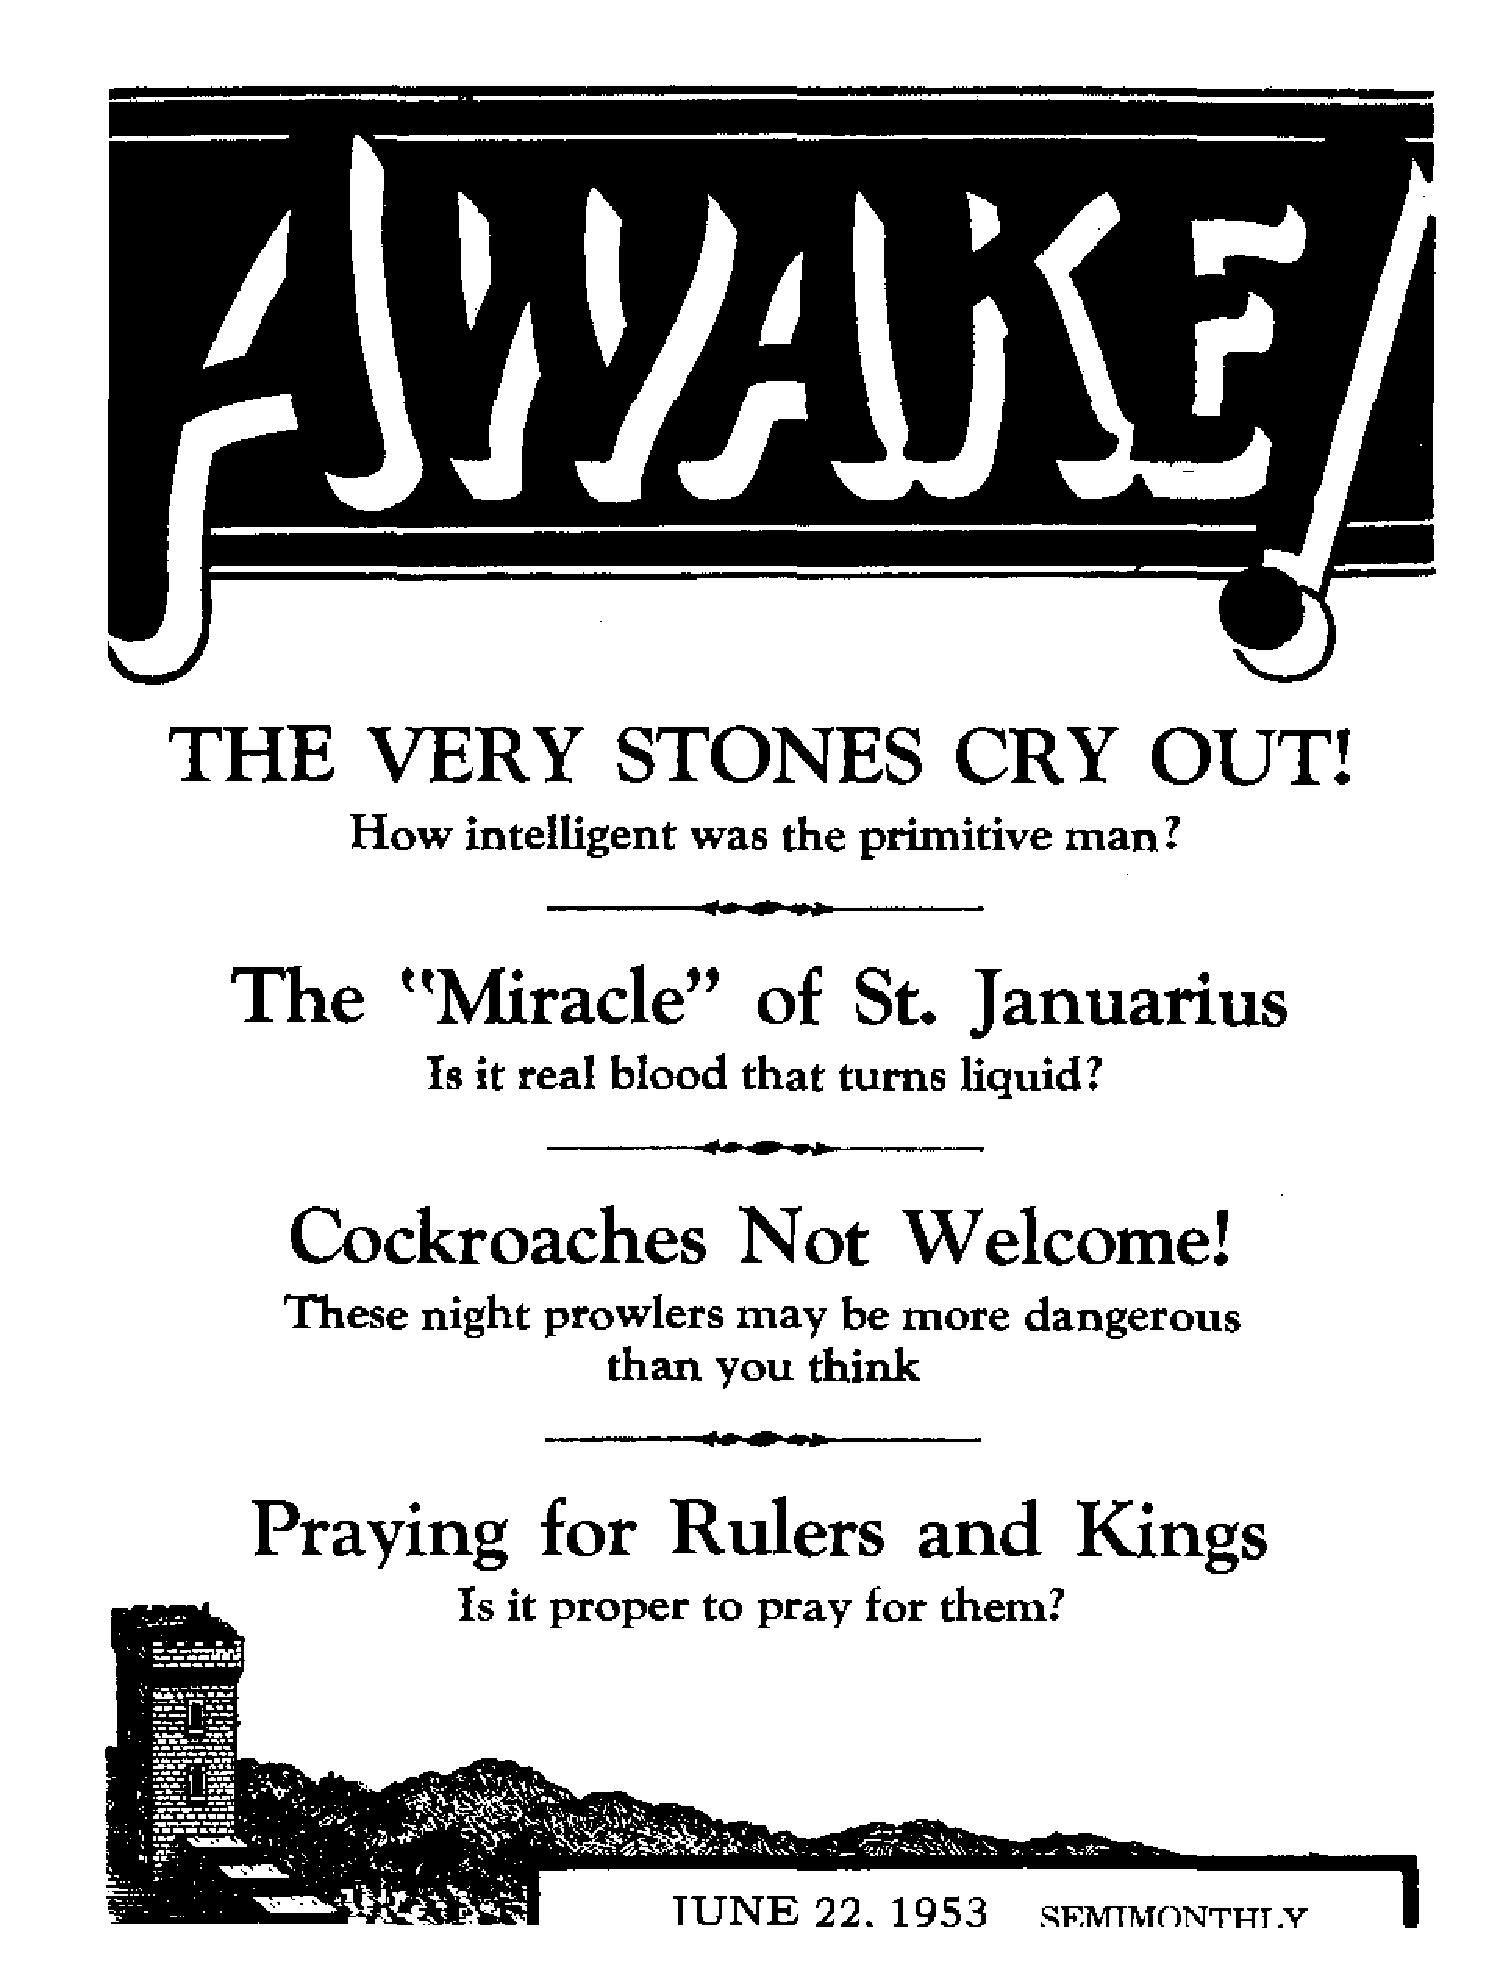 AWAKE!
THE VERY STONES CRY OUT!
How intelligent was the primitive man?
The "Miracle" of St. Januarius
Is it real blood that turns liquid?
Cockroaches Not Welcome!
These night prowlers may be more dangerous
than you think
Praying for Rulers and Kings
Is it proper to pray for them?
JUNE 22, 1953 SEMIMONTHLY